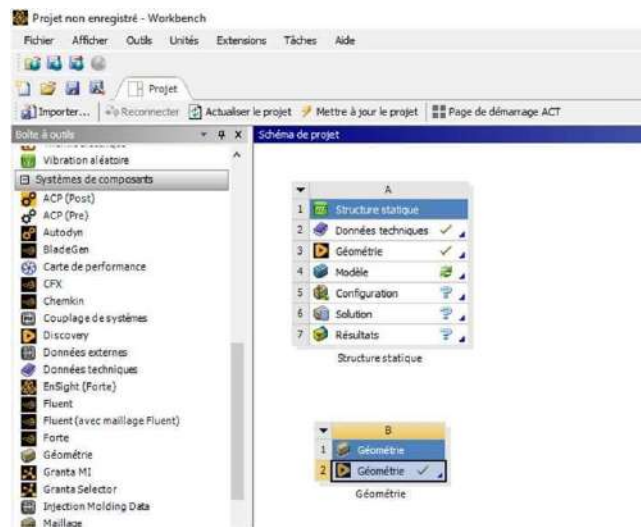 Projet non enregistré - Workbench
Fichier Afficher Outils Unités Extensions Tâches Aide
Projet
Importer... Reconnecter Actualiser le projet Mettre à jour le projet Page de démarrage ACT
Boîte à outils
Schéma de projet
Vibration aléatoire
Systèmes de composants
ACP (Post)
ACP (Pre)
Autodyn
BladeGen
Carte de performance
CFX
Chemkin
Couplage de systèmes
Discovery
Données externes
Données techniques
EnSight (Forte)
Fluent
Fluent (avec maillage Fluent)
Forte
Géométrie
Granta MI
Granta Selector
Injection Molding Data
Maillage
A
1 Structure statique
2 Données techniques
3 Géométrie
4 Modèle
5 Configuration
6 Solution
7 Résultats
Structure statique
B
1 Géométrie
2 Géométrie
Géométrie